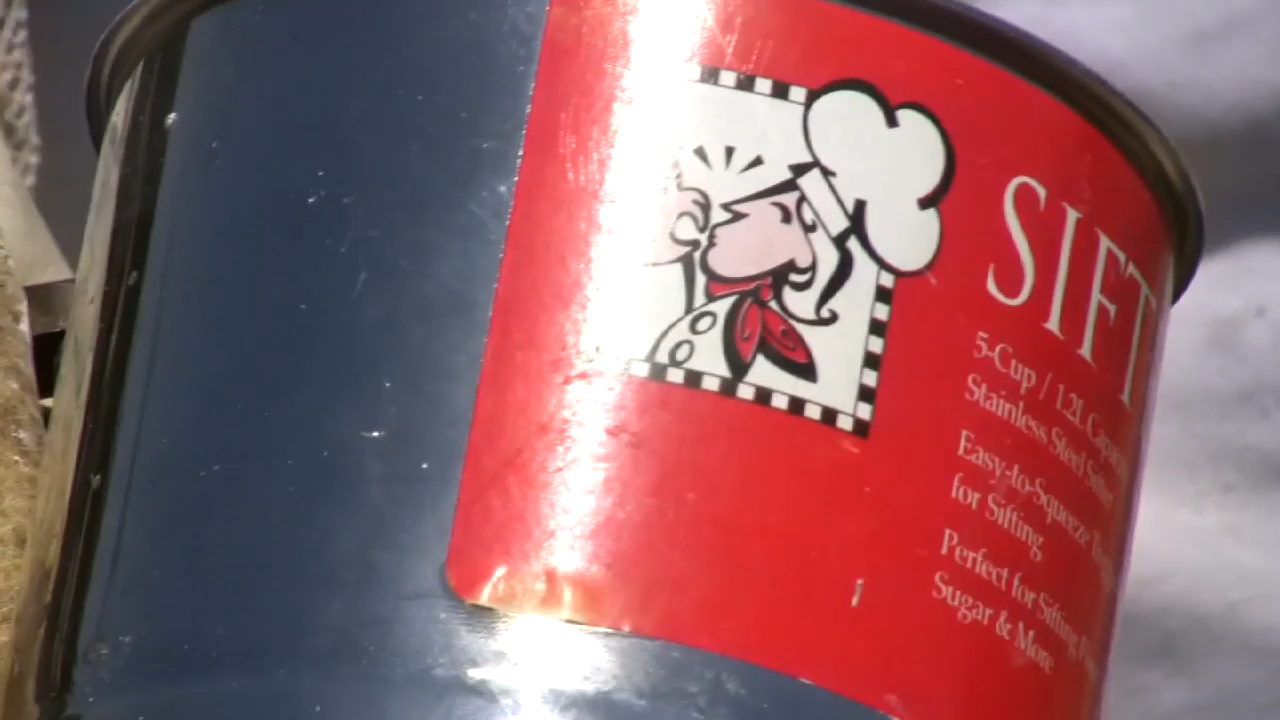 SIFT
5-Cup / 1.2L
Stainless Steel
Easy-to-Squeeze
for Sifting
Perfect for Sifting
Sugar & More